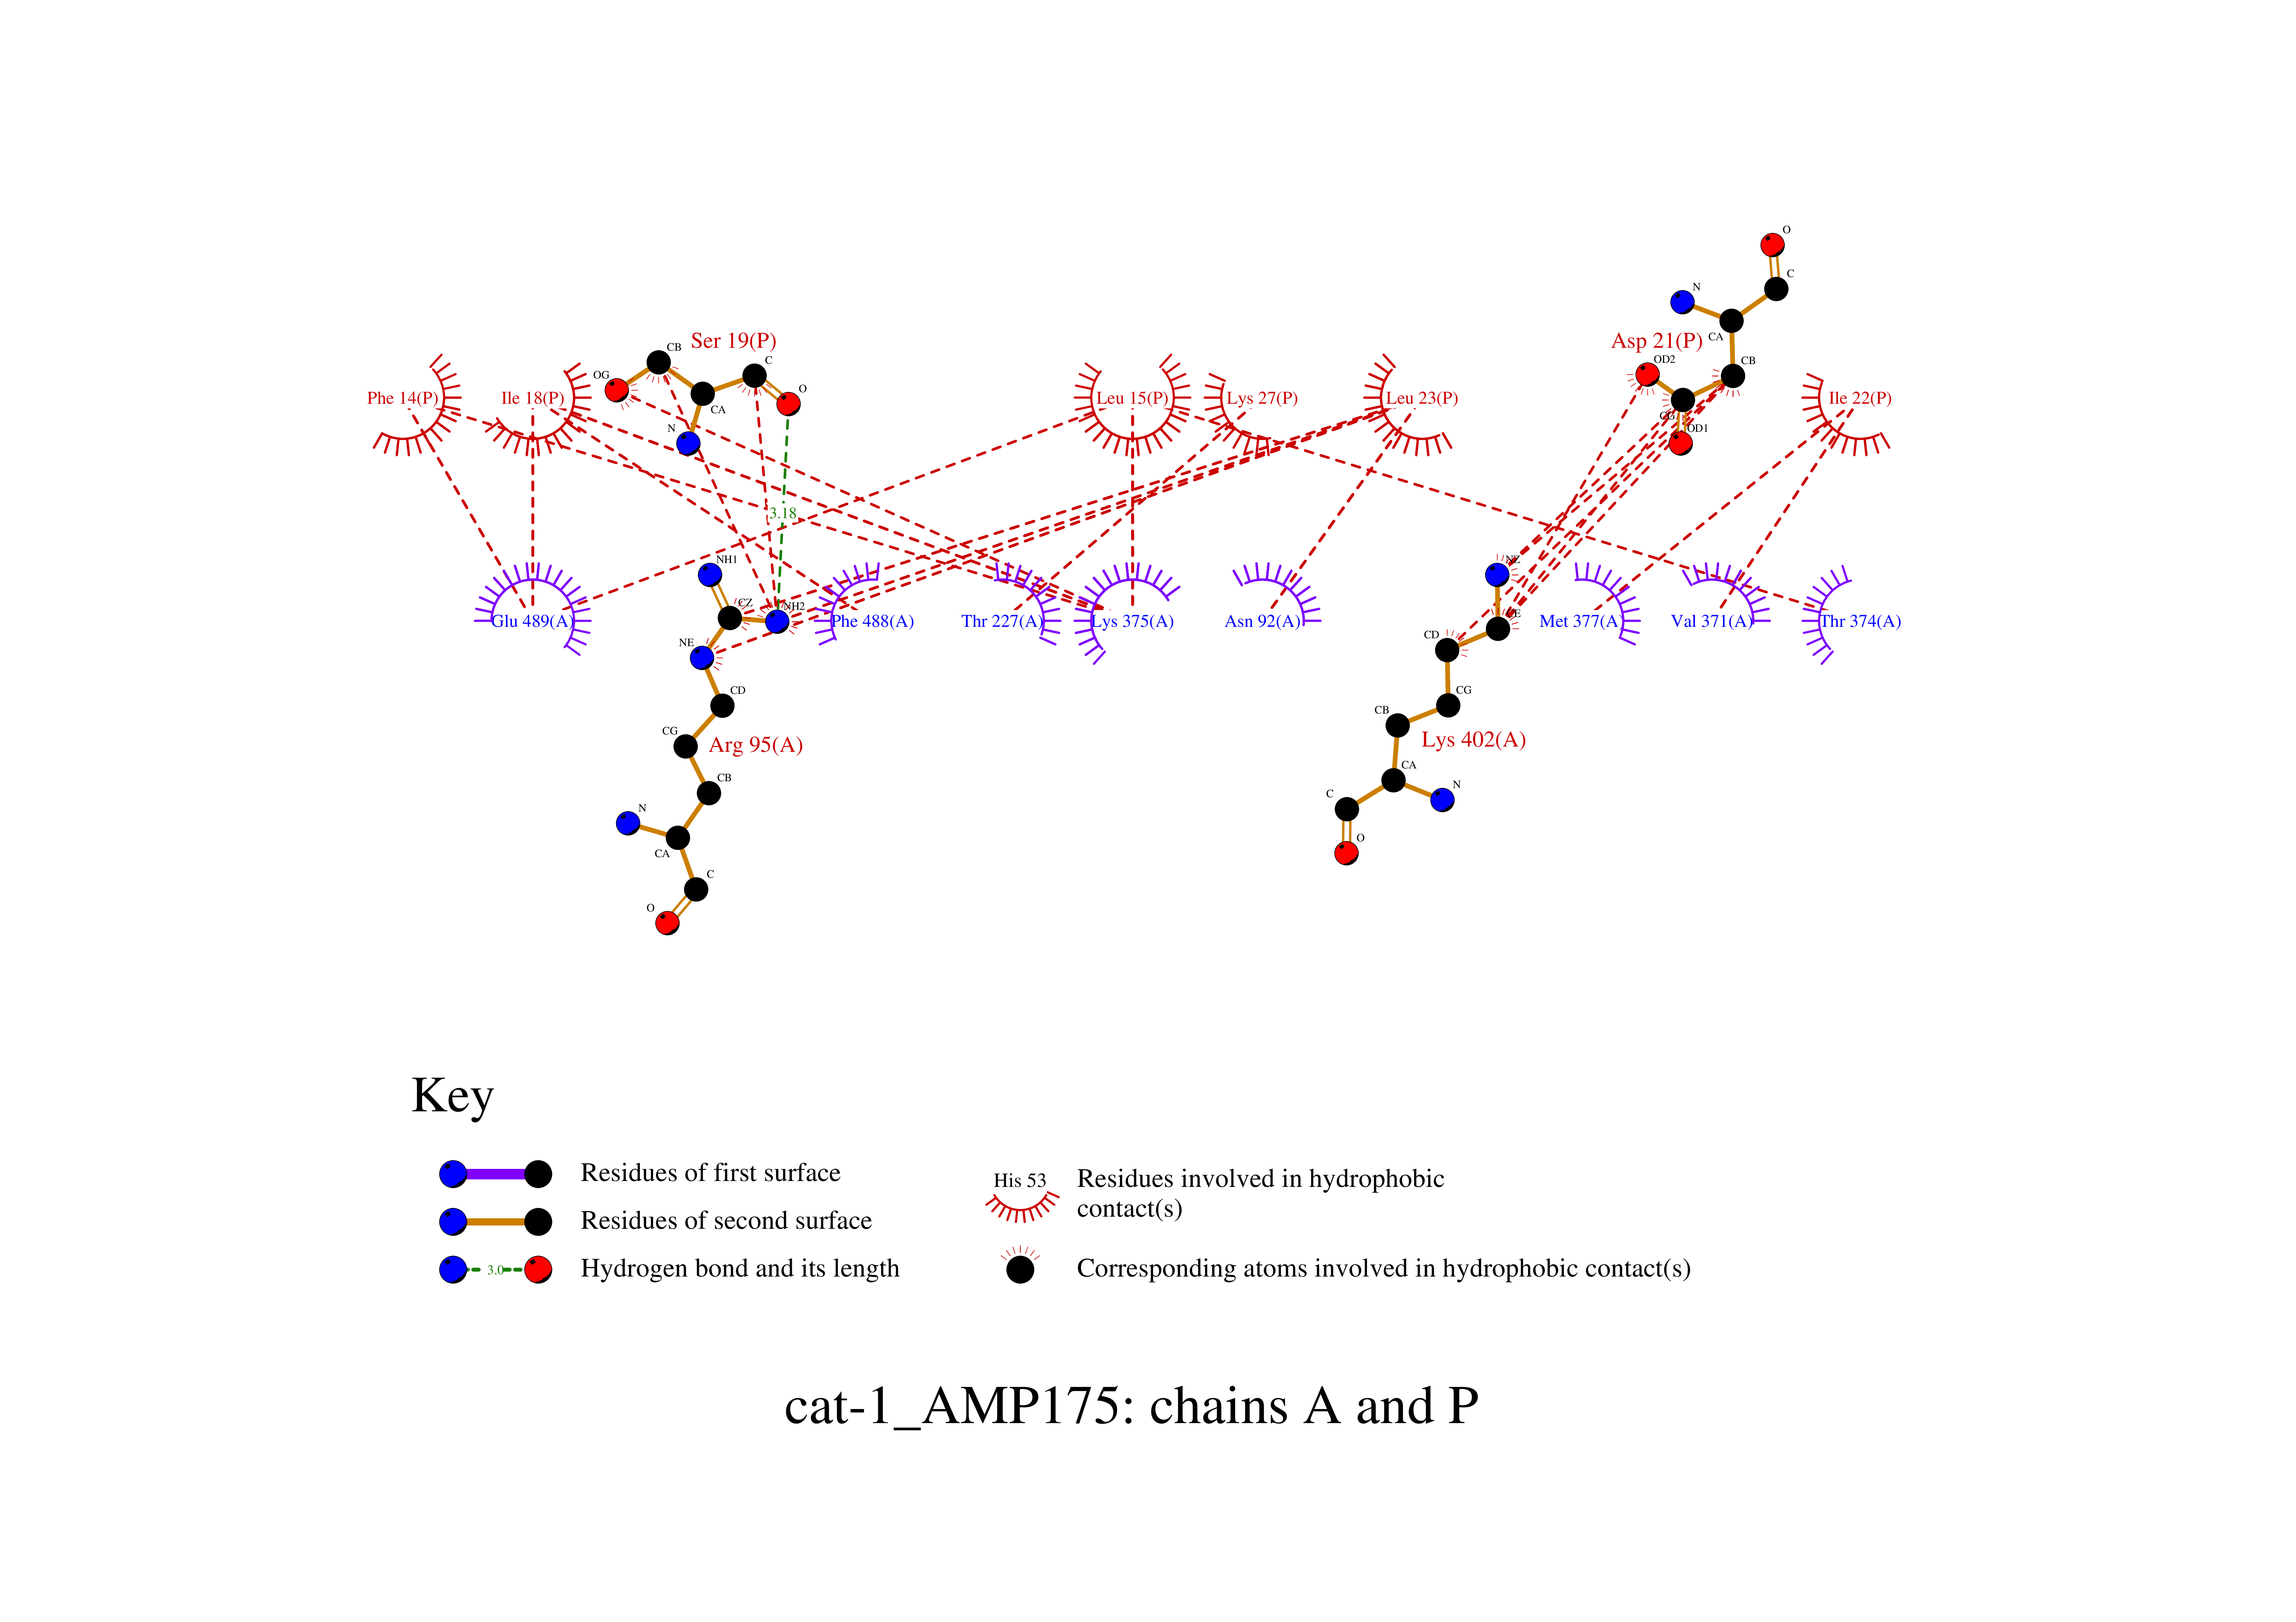 O
N
C
CA
Asp 21(P)
OD2
CB
CG
OD1
CB
Ser 19(P)
C
OG
O
CA
N
Phe 14(P)
Ile 18(P)
Leu 15(P)
Lys 27(P)
Leu 23(P)
Ile 22(P)
3.18
NH1
CZ
NH2
NE
CD
CG
Arg 95(A)
CB
N
CA
C
O
Glu 489(A)
Phe 488(A)
Thr 227(A)
Lys 375(A)
Asn 92(A)
Met 377(A)
Val 371(A)
Thr 374(A)
NZ
CD
CG
CB
Lys 402(A)
CA
N
C
O
Key
Residues of first surface
Residues of second surface
3.0
Hydrogen bond and its length
His 53
Residues involved in hydrophobic
contact(s)
Corresponding atoms involved in hydrophobic contact(s)
cat-1_AMP175: chains A and P